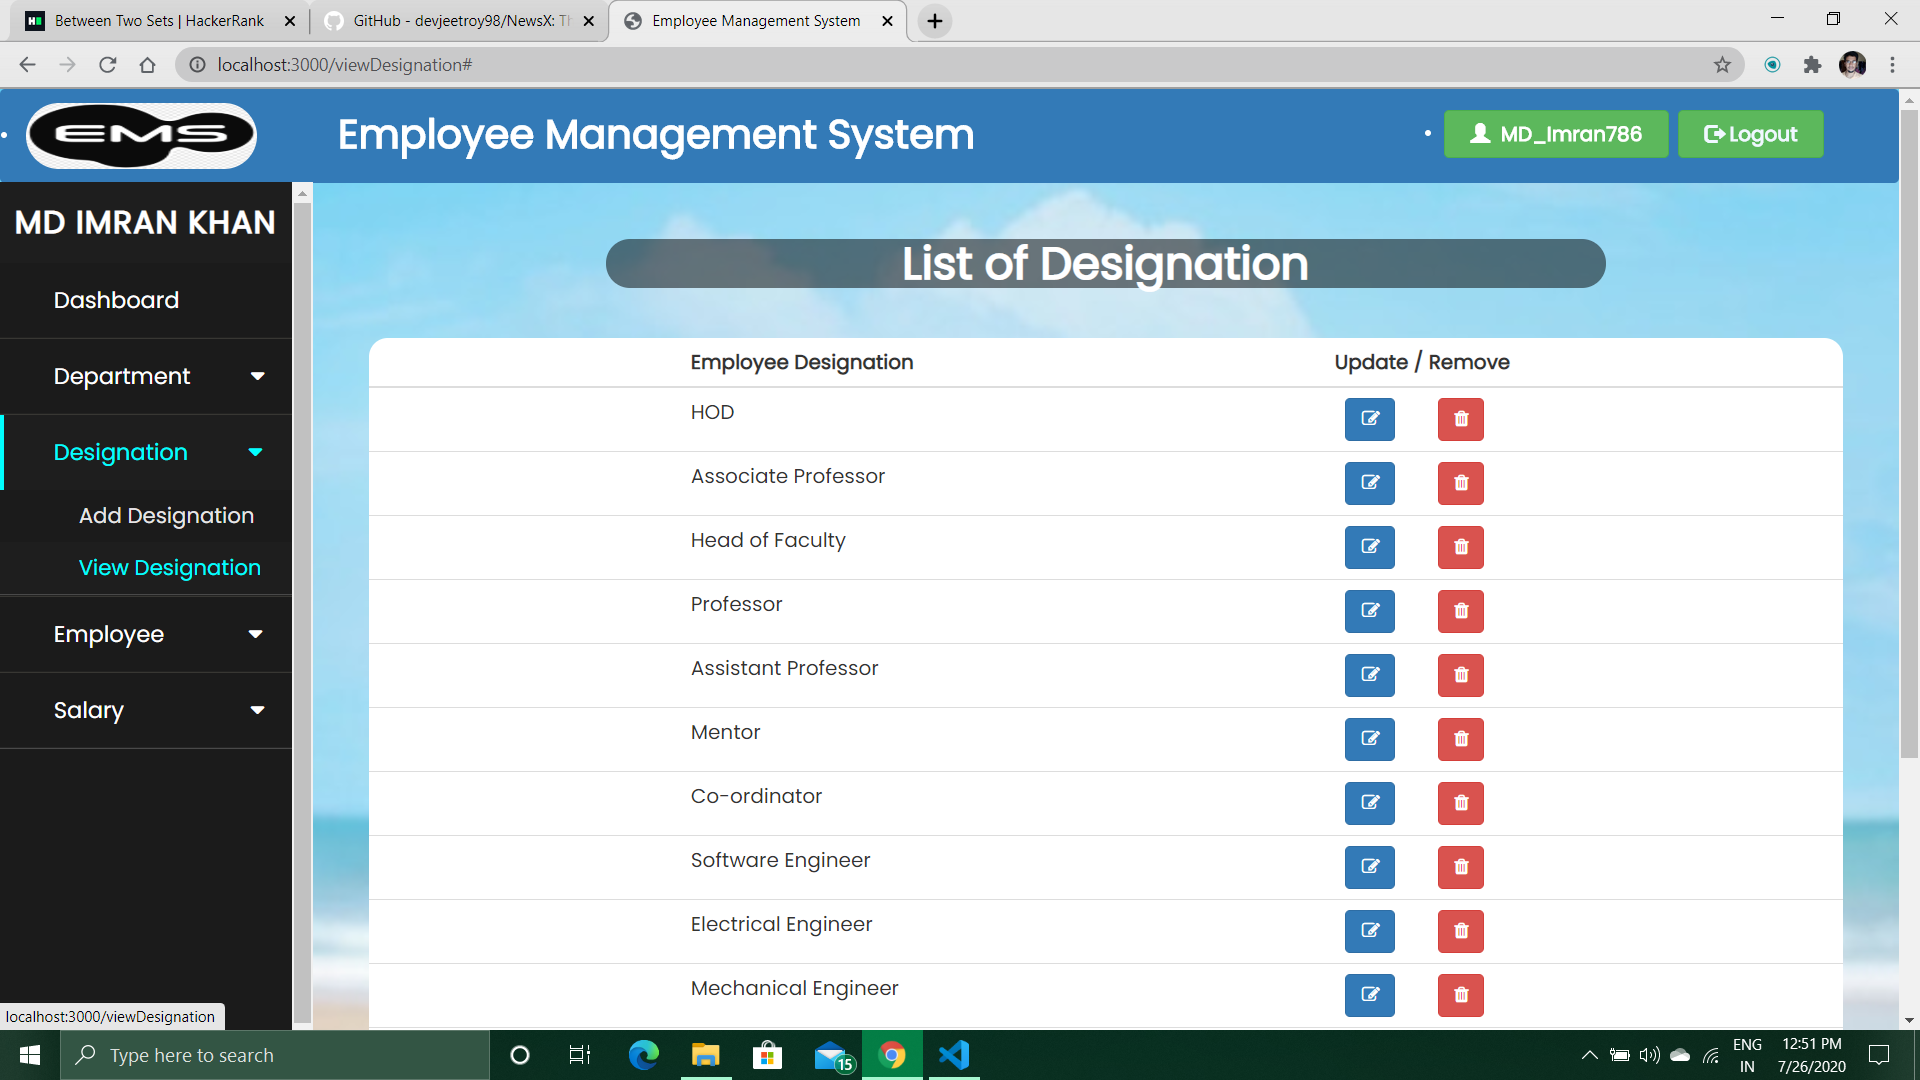 Between Two Sets | HackerRank
GitHub - devjeetroy98/NewsX: Th
Employee Management System
localhost:3000/viewDesignation#
EMS
Employee Management System
MD_Imran786
Logout
MD IMRAN KHAN
Dashboard
Department
Designation
Add Designation
View Designation
Employee
Salary
List of Designation
Employee Designation
Update / Remove
HOD
Associate Professor
Head of Faculty
Professor
Assistant Professor
Mentor
Co-ordinator
Software Engineer
Electrical Engineer
Mechanical Engineer
localhost:3000/viewDesignation
Type here to search
15
ENG
IN
12:51 PM
7/26/2020